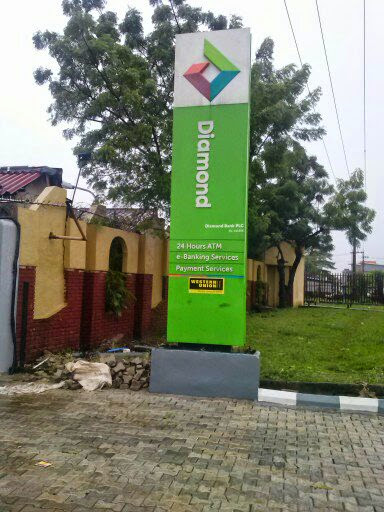 Diamond
Diamond Bank PLC
24 Hours ATM
e-Banking Services
Payment Services
WESTERN
UNION